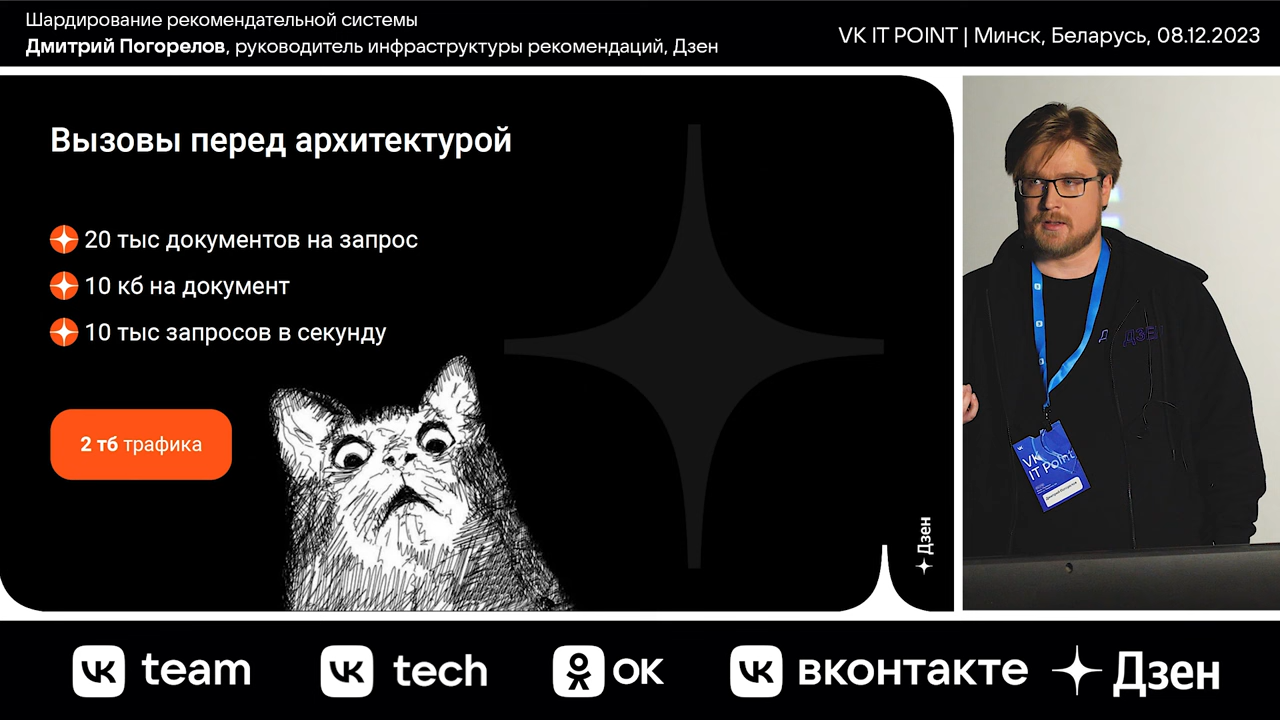 Шардирование рекомендательной системы
Дмитрий Погорелов, руководитель инфраструктуры рекомендаций, Дзен
VK IT POINT | Минск, Беларусь, 08.12.2023
Вызовы перед архитектурой
20 тыс документов на запрос
10 кб на документ
10 тыс запросов в секунду
2 тб трафика
Дзен
ДЗЕН
VK
IT Point
team
tech
ОК
ВКОНТАКТЕ
Дзен